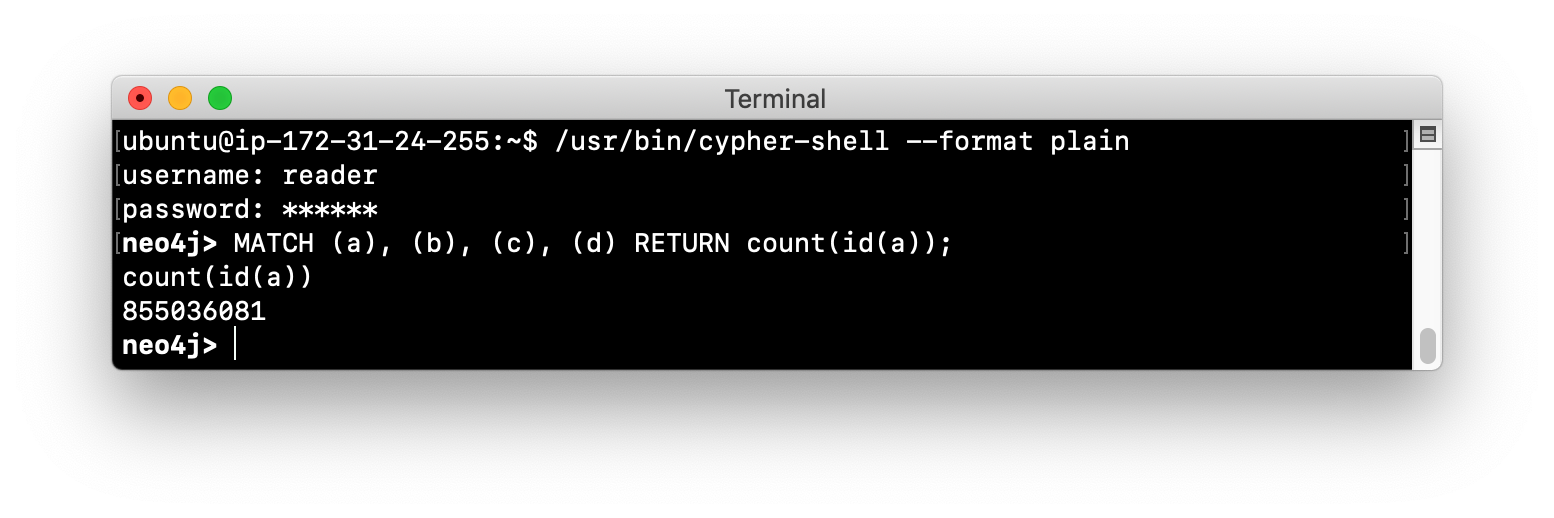 Terminal
[ubuntu@ip-172-31-24-255:~$ /usr/bin/cypher-shell --format plain ]
[username: reader ]
[password: ****** ]
[neo4j> MATCH (a), (b), (c), (d) RETURN count(id(a)); ]
count(id(a))
855036081
neo4j>